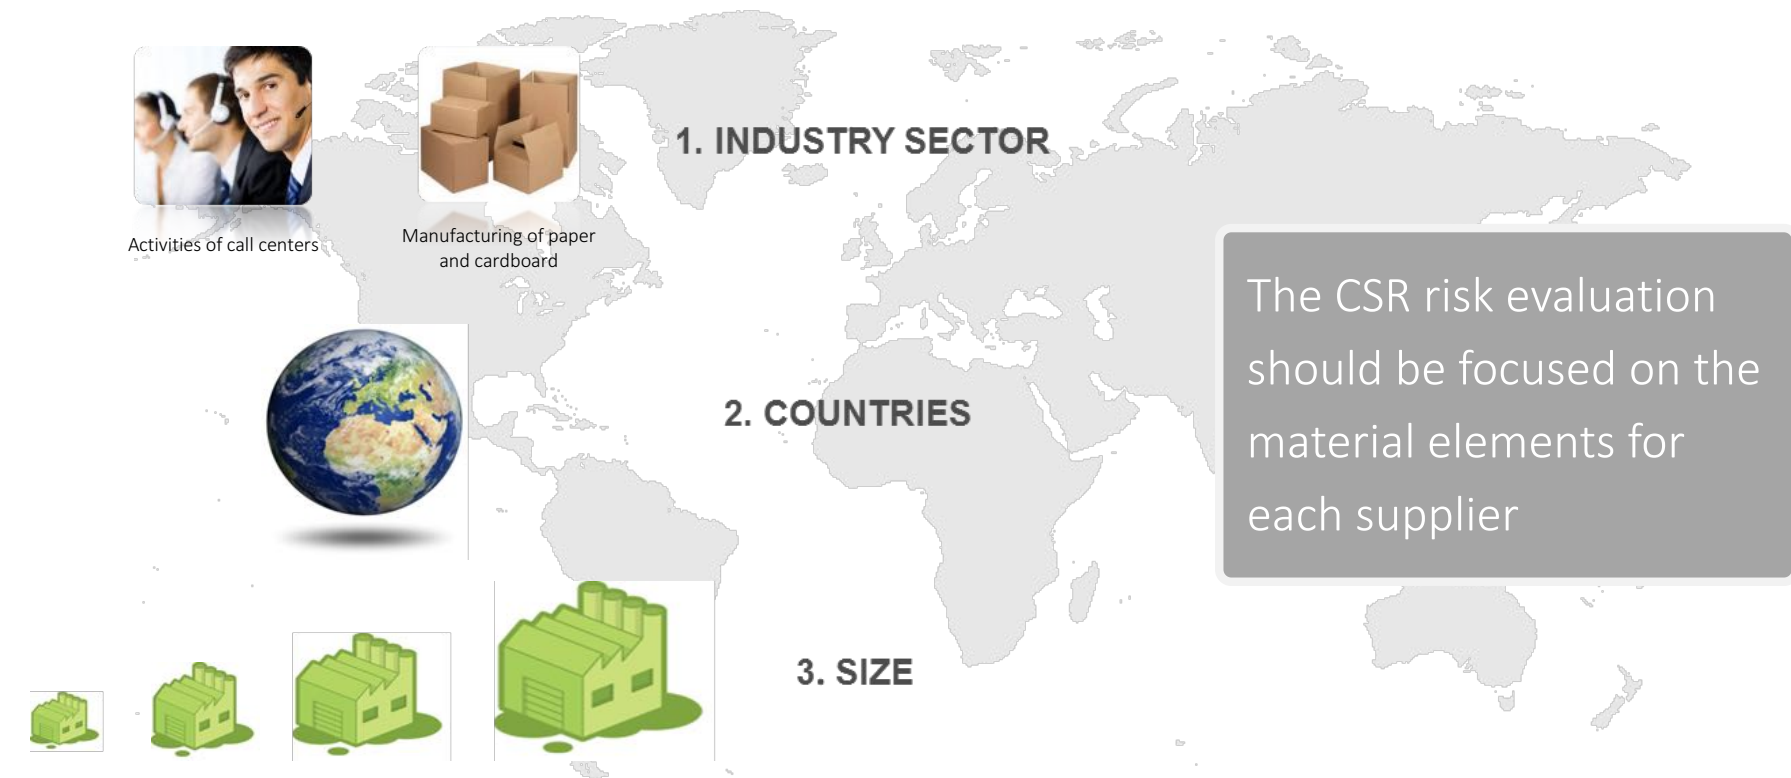 1. INDUSTRY SECTOR
Activities of call centers
Manufacturing of paper
and cardboard
The CSR risk evaluation
should be focused on the
material elements for
each supplier
2. COUNTRIES
3. SIZE